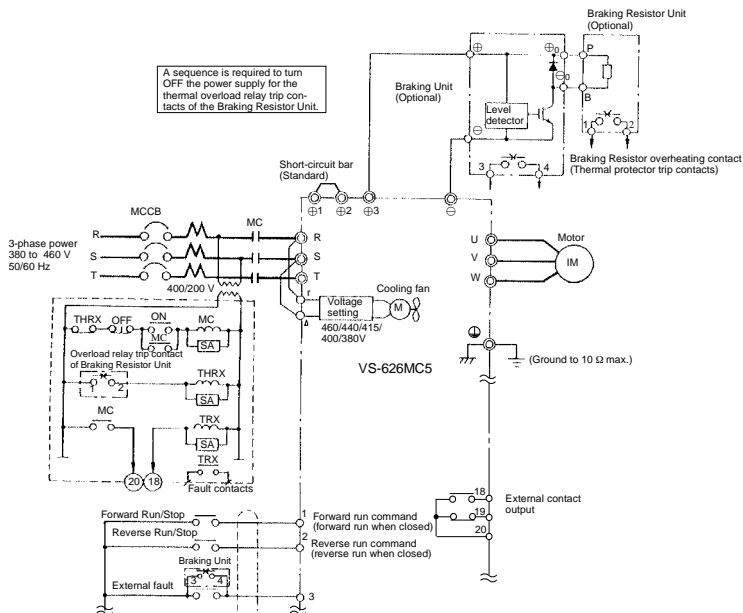 Braking Resistor Unit
(Optional)
A sequence is required to turn
OFF the power supply for the
thermal overload relay trip con-
tacts of the Braking Resistor Unit.
Braking Unit
(Optional)
⊕
⊕0
P
⊖0
B
Level
detector
⊖
1 2
3 4
Braking Resistor overheating contact
(Thermal protector trip contacts)
Short-circuit bar
(Standard)
⊕1 ⊕2 ⊕3 ⊖
MCCB
MC
3-phase power
380 to 460 V
50/60 Hz
R
S
T
R
S
T
U
V
W
Motor
IM
400/200 V
r
Voltage
setting
Cooling fan
M
460/440/415/
400/380V
THRX OFF ON MC
MC
SA
Overload relay trip contact
of Braking Resistor Unit
1 2
THRX
SA
MC
TRX
SA
TRX
20 18
Fault contacts
VS-626MC5
(Ground to 10 Ω max.)
Forward Run/Stop
1
Forward run command
(forward run when closed)
Reverse Run/Stop
2
Reverse run command
(reverse run when closed)
Braking Unit
3 4
External fault
3
18
19
20
External contact
output